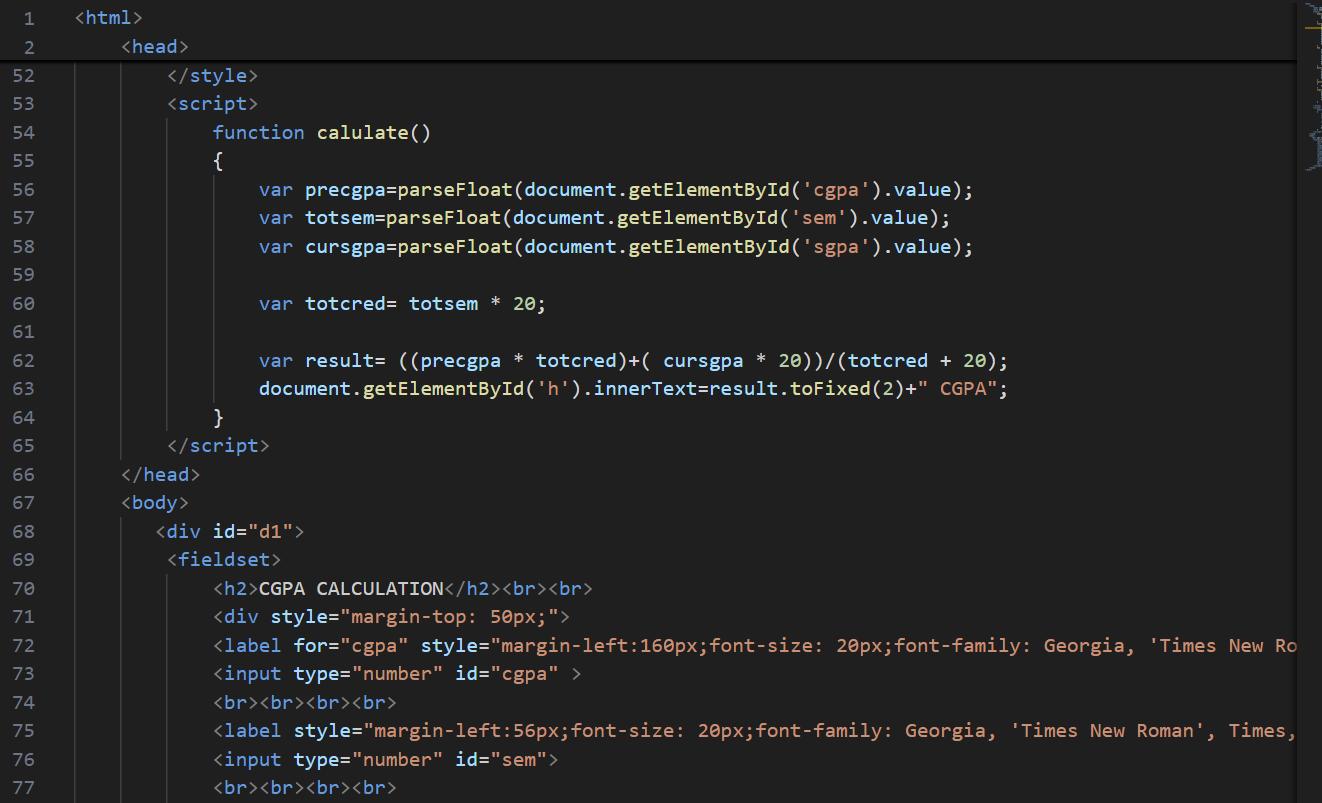 1 <html>
2 <head>
52 </style>
53 <script>
54 function calulate()
55 {
56 var precgpa=parseFloat(document.getElementById('cgpa').value);
57 var totsem=parseFloat(document.getElementById('sem').value);
58 var cursgpa=parseFloat(document.getElementById('sgpa').value);
59
60 var totcred= totsem * 20;
61
62 var result= ((precgpa * totcred)+( cursgpa * 20))/(totcred + 20);
63 document.getElementById('h').innerText=result.toFixed(2)+" CGPA";
64 }
65 </script>
66 </head>
67 <body>
68 <div id="d1">
69 <fieldset>
70 <h2>CGPA CALCULATION</h2><br><br>
71 <div style="margin-top: 50px;">
72 <label for="cgpa" style="margin-left:160px;font-size: 20px;font-family: Georgia, 'Times New Ro
73 <input type="number" id="cgpa" >
74 <br><br><br><br>
75 <label style="margin-left:56px;font-size: 20px;font-family: Georgia, 'Times New Roman', Times,
76 <input type="number" id="sem">
77 <br><br><br><br>